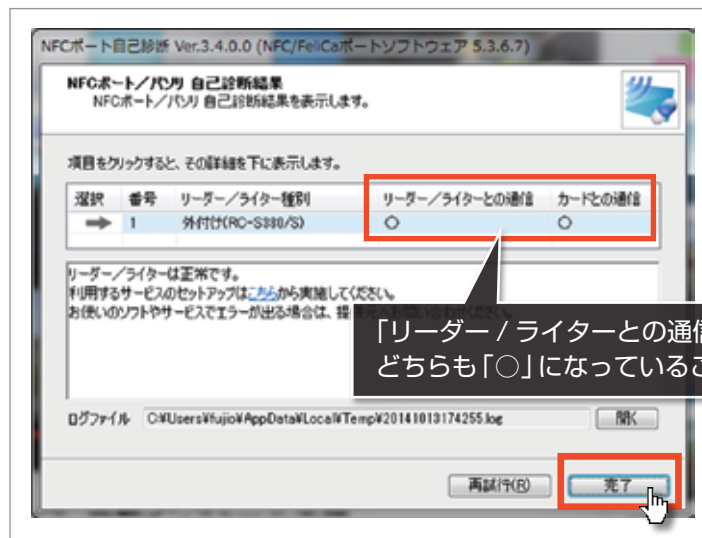 NFCポート自己診断 Ver.3.4.0.0 (NFC/FeliCaポートソフトウェア 5.3.6.7)
NFCポート/パソリ 自己診断結果
NFCポート/パソリ 自己診断結果を表示します。
項目をクリックすると、その詳細を下に表示します。
選択 番号 リーダー/ライター種別 リーダー/ライターとの通信 カードとの通信
1 外付け(RC-S380/S) ○ ○
リーダー/ライターは正常です。
利用するサービスのセットアップはこちらから実施してください。
お使いのソフトやサービスでエラーが出る場合は、提
「リーダー / ライターとの通信
どちらも「○」になっているこ
ログファイル C:¥Users¥fujio¥AppData¥Local¥Temp¥20141013174255.log 開く
再試行(R) 完了